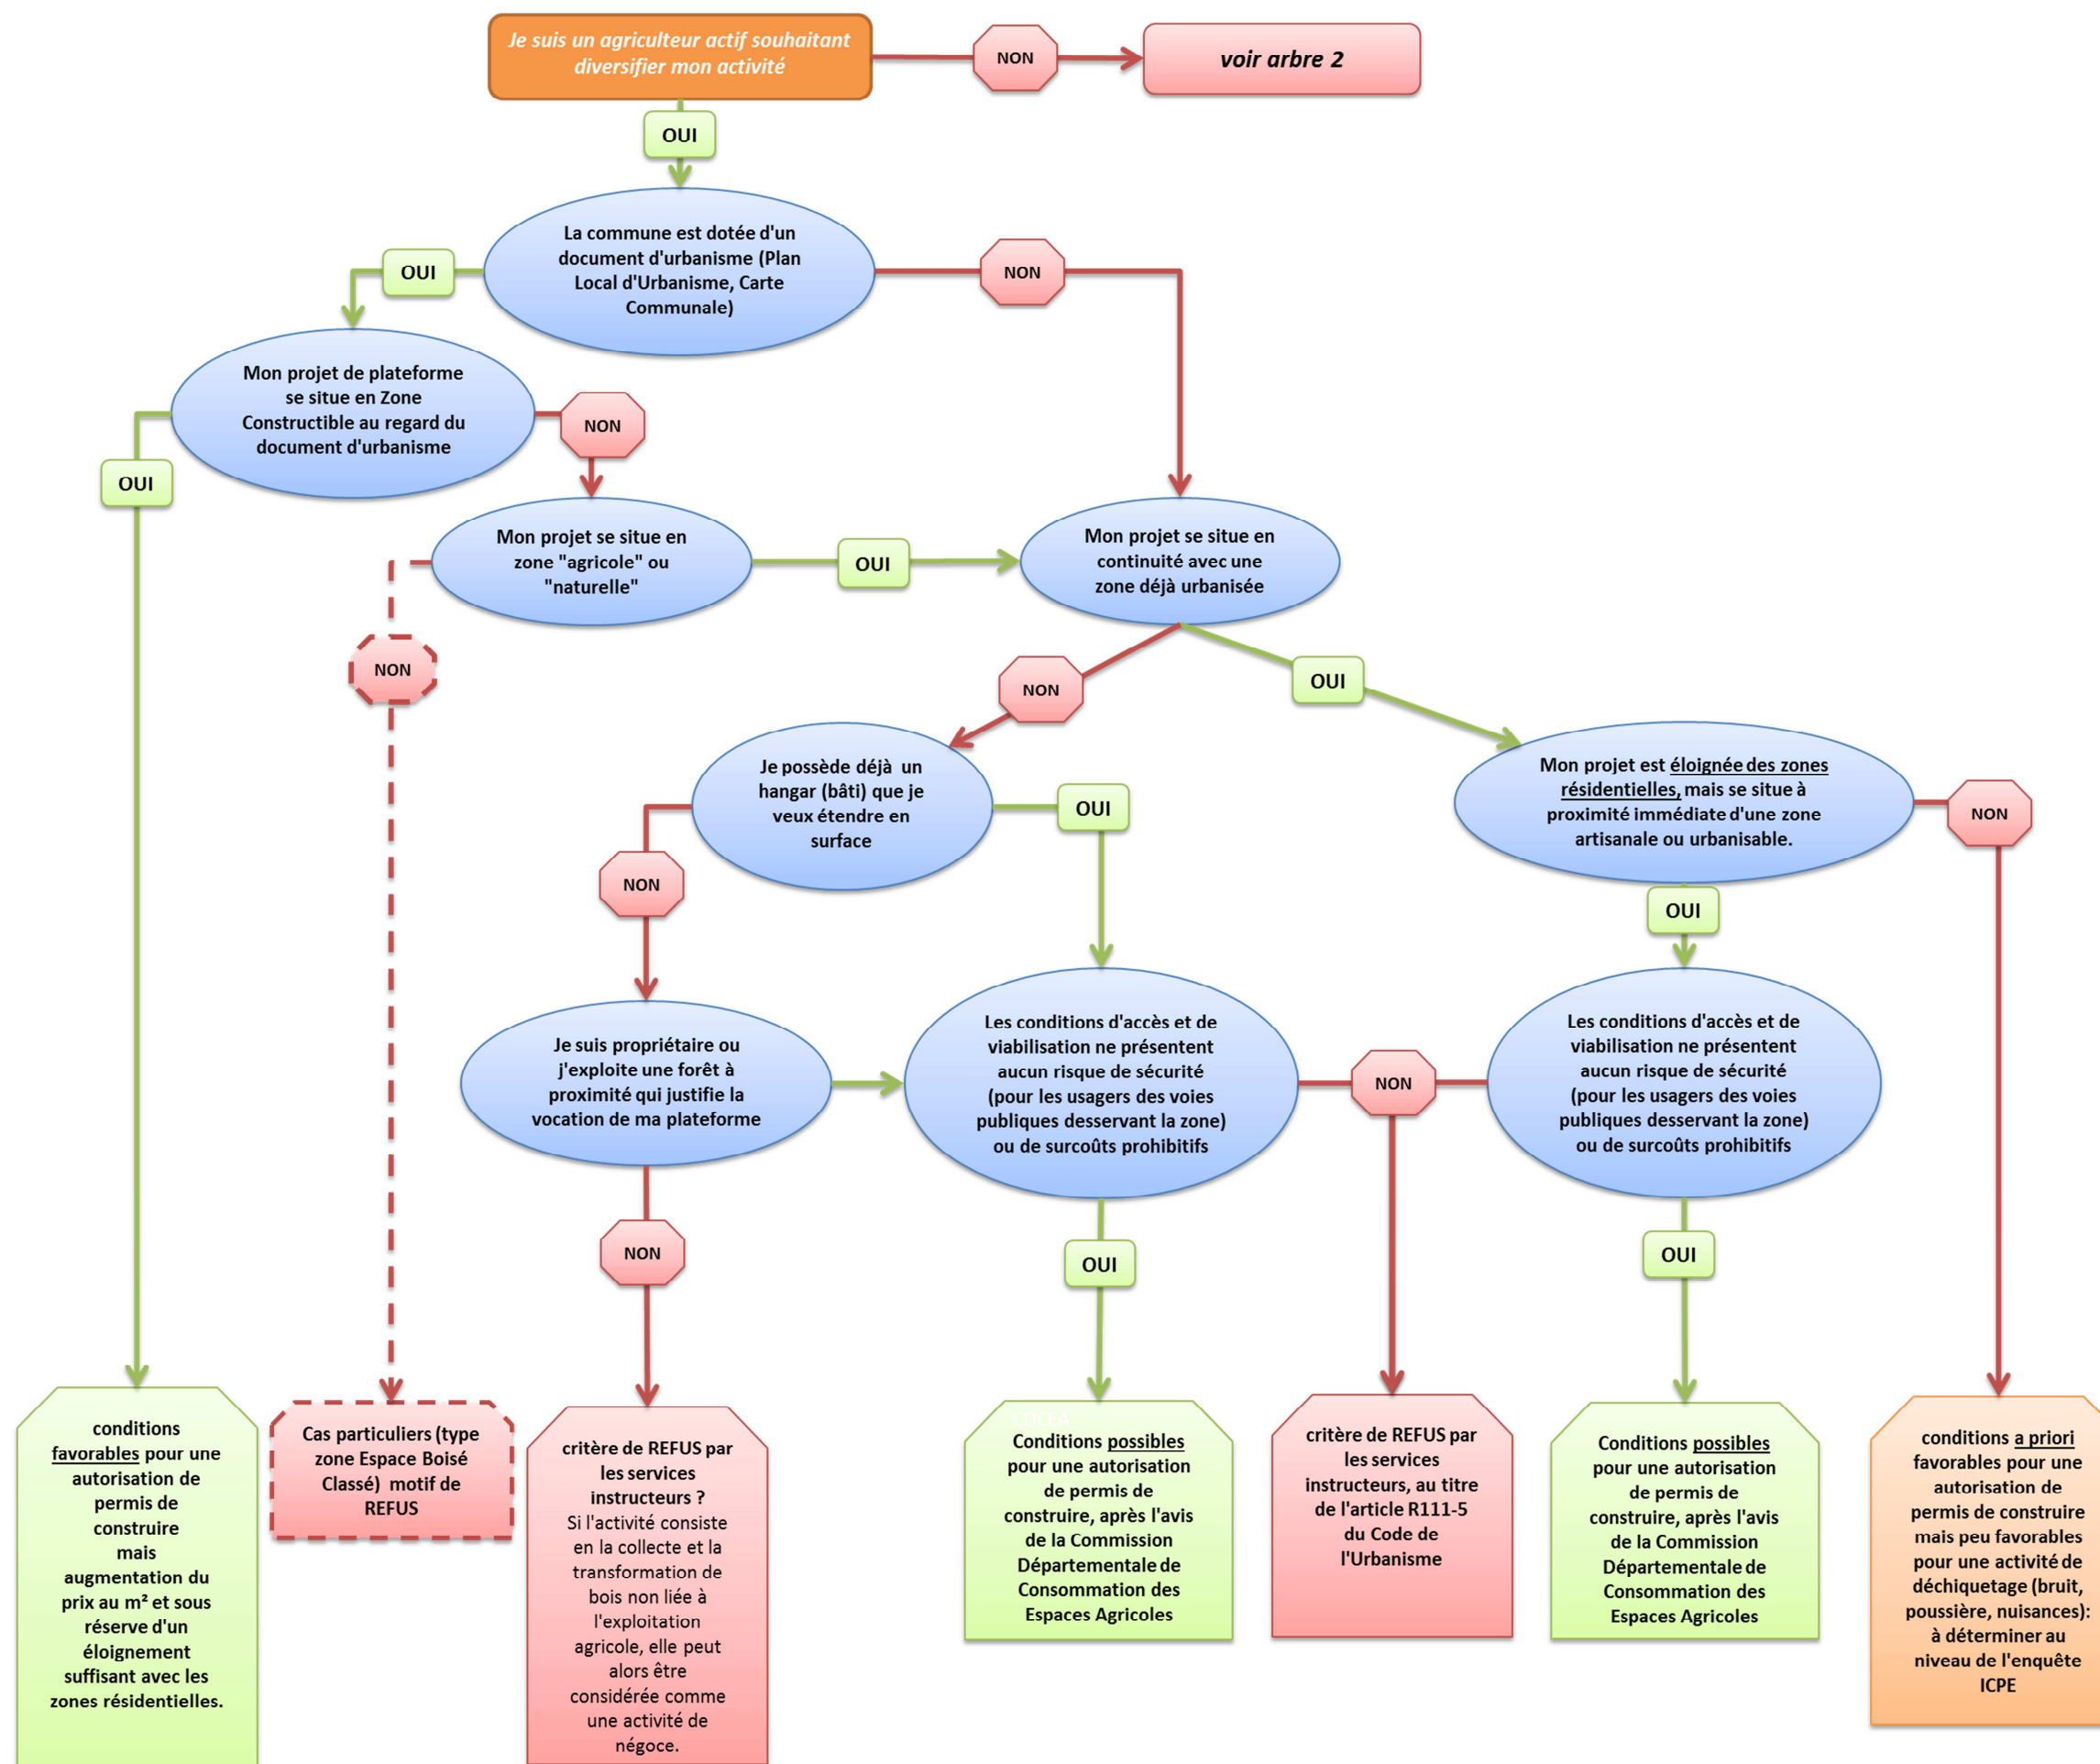 Je suis un agriculteur actif souhaitant
diversifier mon activité
NON
voir arbre 2
OUI
La commune est dotée d'un
document d'urbanisme (Plan
Local d'Urbanisme, Carte
Communale)
OUI
NON
Mon projet de plateforme
se situe en Zone
Constructible au regard du
document d'urbanisme
NON
OUI
Mon projet se situe en
zone "agricole" ou
"naturelle"
OUI
Mon projet se situe en
continuité avec une
zone déjà urbanisée
NON
NON
OUI
Je possède déjà un
hangar (bâti) que je
veux étendre en
surface
OUI
Mon projet est éloignée des zones
résidentielles, mais se situe à
proximité immédiate d'une zone
artisanale ou urbanisable.
NON
NON
OUI
Je suis propriétaire ou
j'exploite une forêt à
proximité qui justifie la
vocation de ma plateforme
Les conditions d'accès et de
viabilisation ne présentent
aucun risque de sécurité
(pour les usagers des voies
publiques desservant la zone)
ou de surcoûts prohibitifs
NON
Les conditions d'accès et de
viabilisation ne présentent
aucun risque de sécurité
(pour les usagers des voies
publiques desservant la zone)
ou de surcoûts prohibitifs
NON
OUI
OUI
conditions
favorables pour une
autorisation de
permis de
construire
mais
augmentation du
prix au m² et sous
réserve d'un
éloignement
suffisant avec les
zones résidentielles.
Cas particuliers (type
zone Espace Boisé
Classé) motif de
REFUS
critère de REFUS par
les services
instructeurs ?
Si l'activité consiste
en la collecte et la
transformation de
bois non liée à
l'exploitation
agricole, elle peut
alors être
considérée comme
une activité de
négoce.
CDCEA
Conditions possibles
pour une autorisation
de permis de
construire, après l'avis
de la Commission
Départementale de
Consommation des
Espaces Agricoles
critère de REFUS par
les services
instructeurs, au titre
de l'article R111-5
du Code de
l'Urbanisme
Conditions possibles
pour une autorisation
de permis de
construire, après l'avis
de la Commission
Départementale de
Consommation des
Espaces Agricoles
conditions a priori
favorables pour une
autorisation de
permis de construire
mais peu favorables
pour une activité de
déchiquetage (bruit,
poussière, nuisances):
à déterminer au
niveau de l'enquête
ICPE